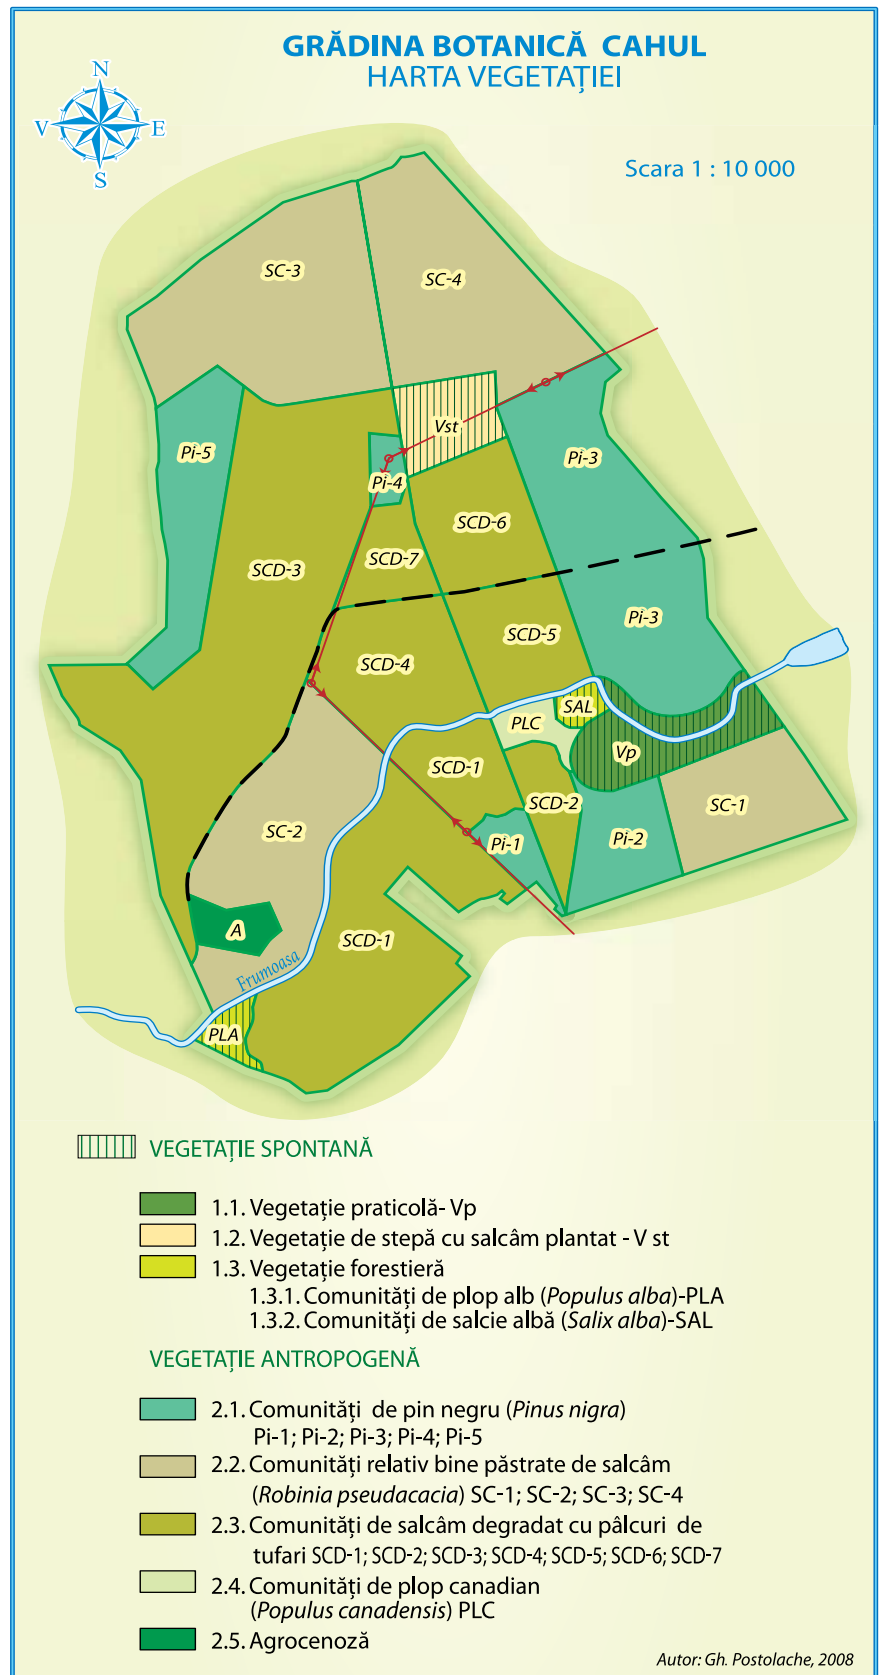 GRĂDINA BOTANICĂ CAHUL
HARTA VEGETAȚIEI
N
V
E
S
Scara 1 : 10 000
SC-3
SC-4
Vst
Pi-5
Pi-3
Pi-4
SCD-6
SCD-7
SCD-3
Pi-3
SCD-5
SCD-4
SAL
PLC
Vp
SCD-1
SCD-2
SC-1
SC-2
Pi-1
Pi-2
A
SCD-1
Frumoasa
PLA
VEGETAȚIE SPONTANĂ
1.1. Vegetație praticolă- Vp
1.2. Vegetație de stepă cu salcâm plantat - V st
1.3. Vegetație forestieră
1.3.1. Comunități de plop alb (Populus alba)-PLA
1.3.2. Comunități de salcie albă (Salix alba)-SAL
VEGETAȚIE ANTROPOGENĂ
2.1. Comunități de pin negru (Pinus nigra)
Pi-1; Pi-2; Pi-3; Pi-4; Pi-5
2.2. Comunități relativ bine păstrate de salcâm
(Robinia pseudacacia) SC-1; SC-2; SC-3; SC-4
2.3. Comunități de salcâm degradat cu pâlcuri de
tufari SCD-1; SCD-2; SCD-3; SCD-4; SCD-5; SCD-6; SCD-7
2.4. Comunități de plop canadian
(Populus canadensis) PLC
2.5. Agrocenoză
Autor: Gh. Postolache, 2008